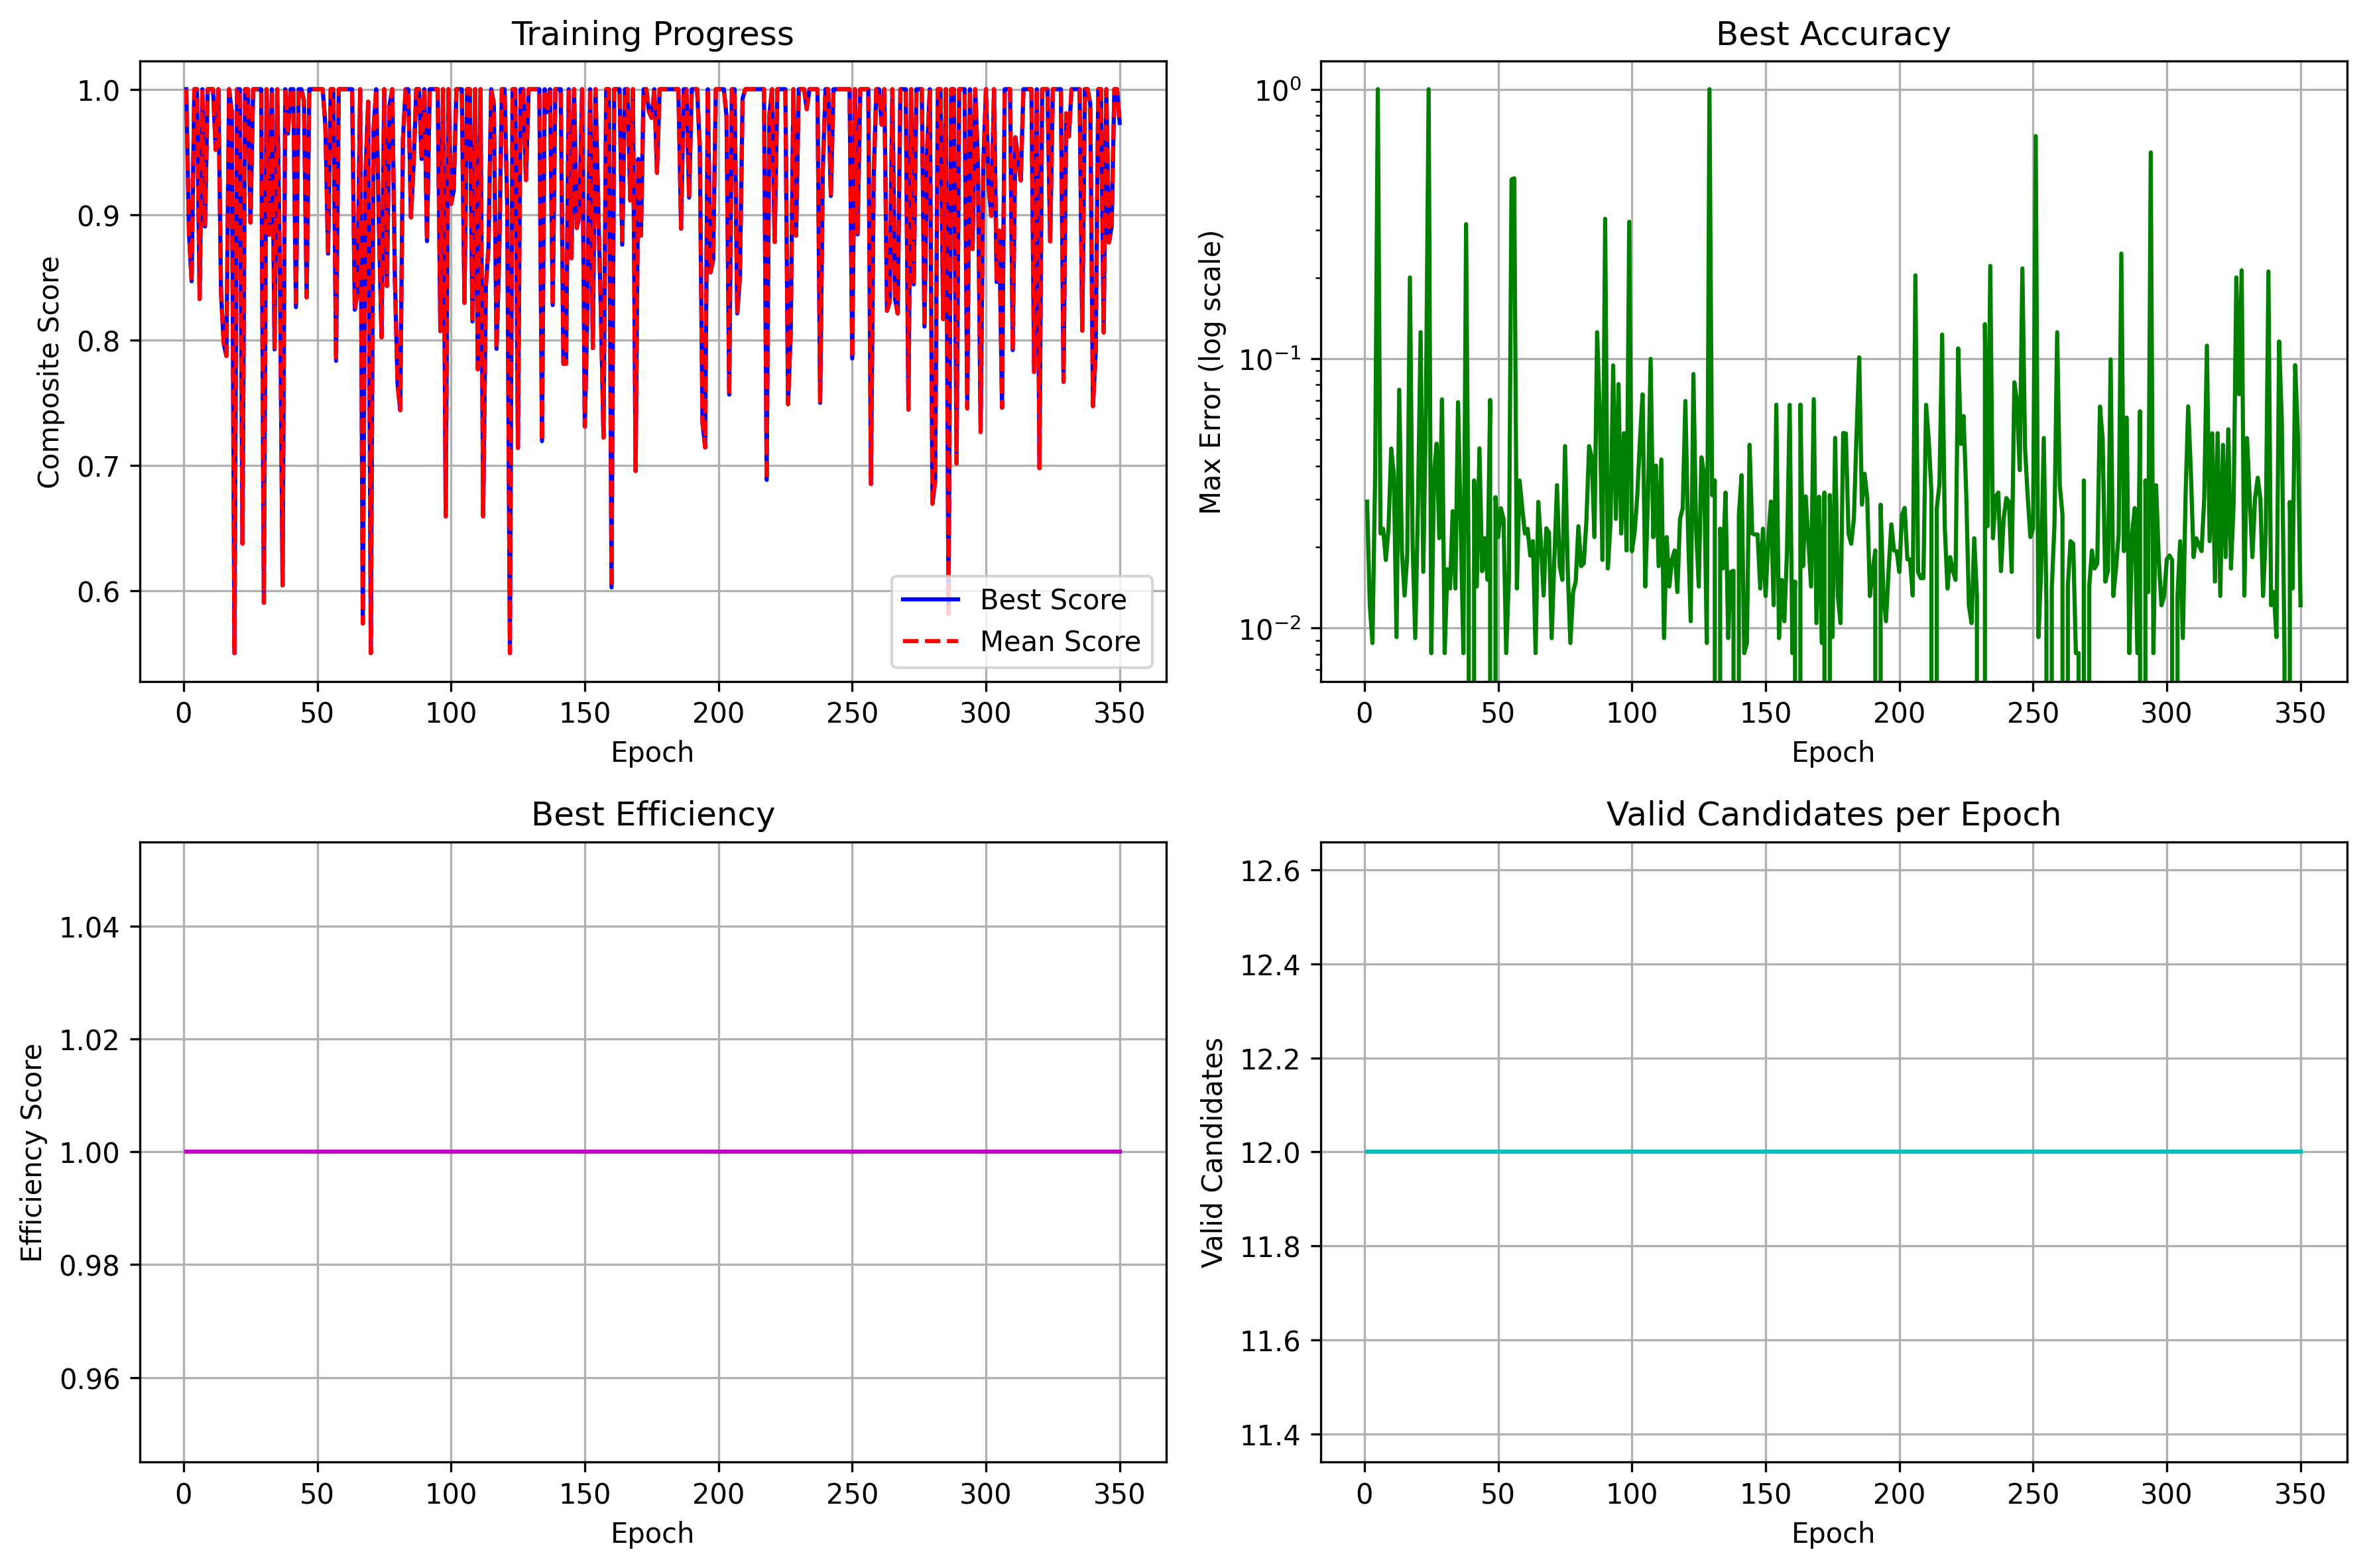 Training Progress
Composite Score
1.0
0.9
0.8
0.7
0.6
Best Score
Mean Score
0 50 100 150 200 250 300 350
Epoch
Best Accuracy
Max Error (log scale)
10⁰
10⁻¹
10⁻²
0 50 100 150 200 250 300 350
Epoch
Best Efficiency
Efficiency Score
1.04
1.02
1.00
0.98
0.96
0 50 100 150 200 250 300 350
Epoch
Valid Candidates per Epoch
Valid Candidates
12.6
12.4
12.2
12.0
11.8
11.6
11.4
0 50 100 150 200 250 300 350
Epoch